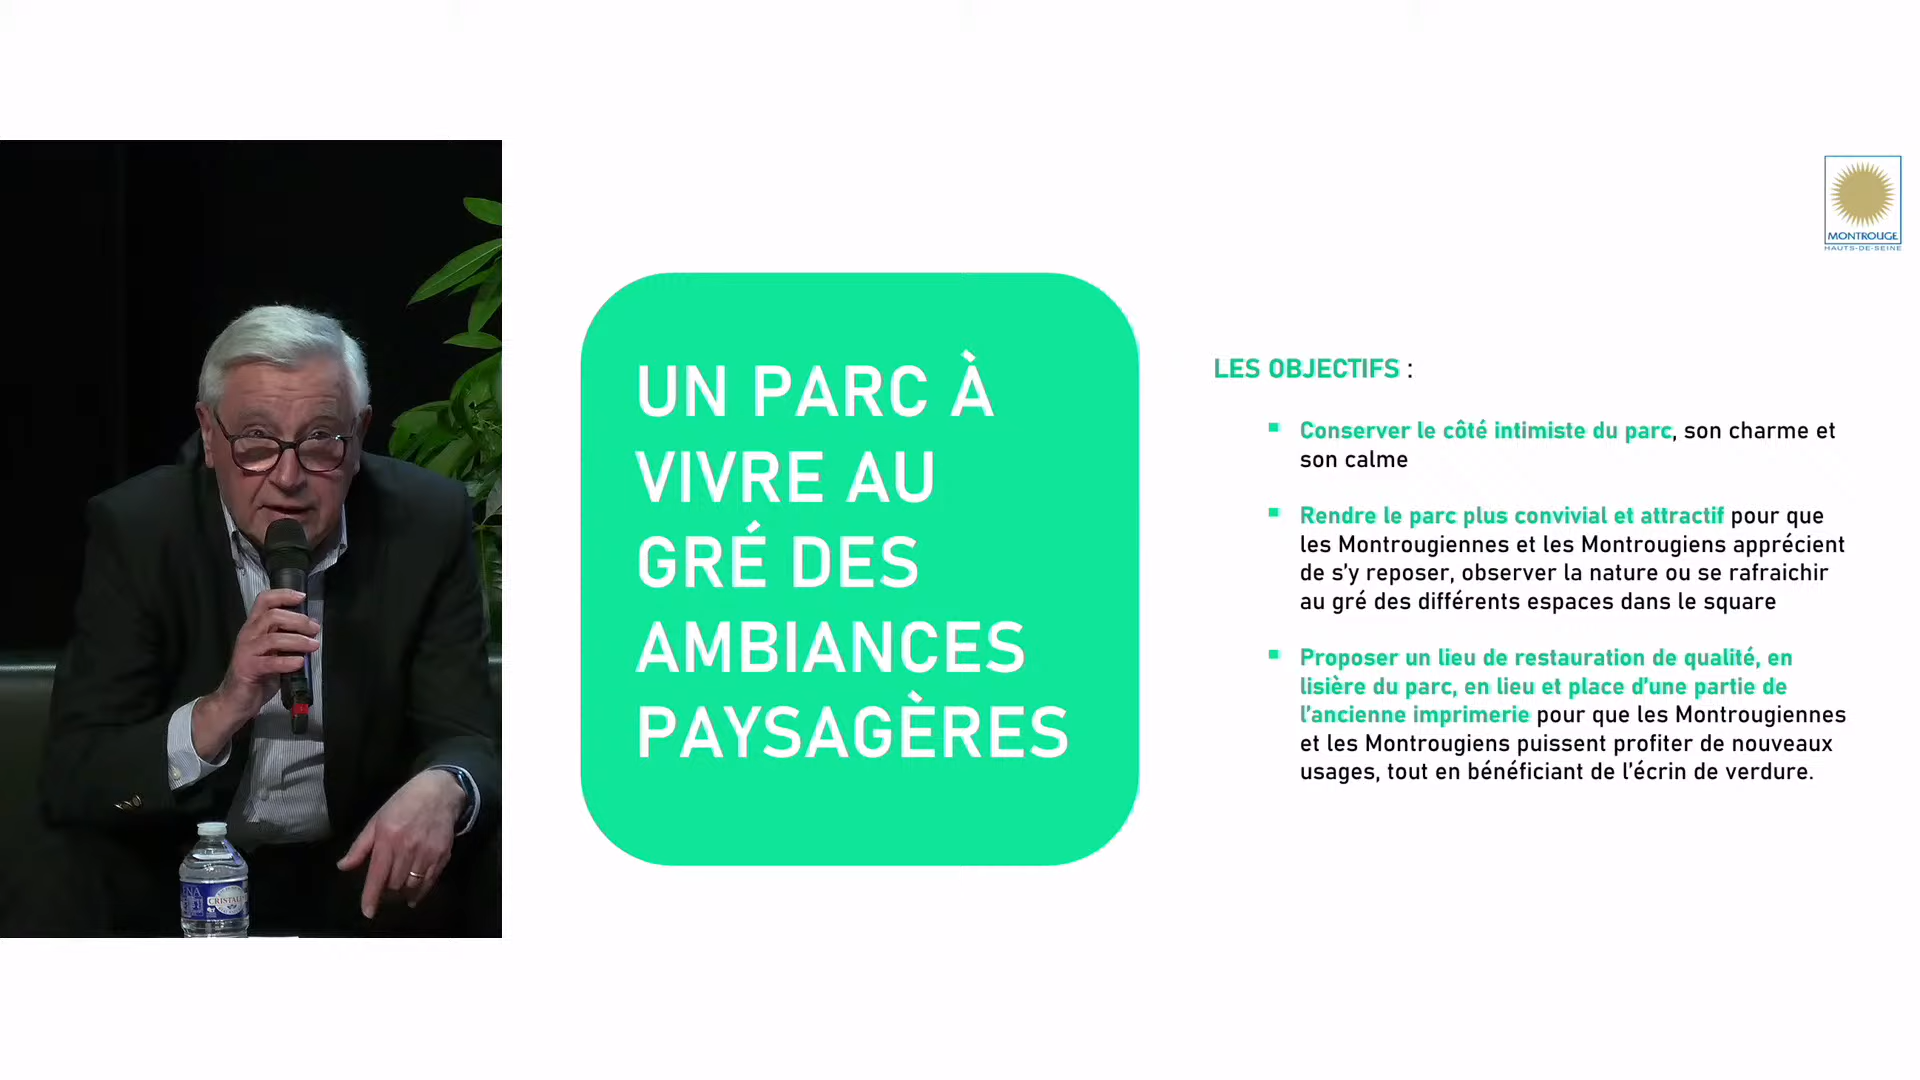 MONTROUGE
HAUTS-DE-SEINE
UN PARC À
VIVRE AU
GRÉ DES
AMBIANCES
PAYSAGÈRES
LES OBJECTIFS :
Conserver le côté intimiste du parc, son charme et
son calme
Rendre le parc plus convivial et attractif pour que
les Montrougiennes et les Montrougiens apprécient
de s'y reposer, observer la nature ou se rafraichir
au gré des différents espaces dans le square
Proposer un lieu de restauration de qualité, en
lisière du parc, en lieu et place d'une partie de
l'ancienne imprimerie pour que les Montrougiennes
et les Montrougiens puissent profiter de nouveaux
usages, tout en bénéficiant de l'écrin de verdure.